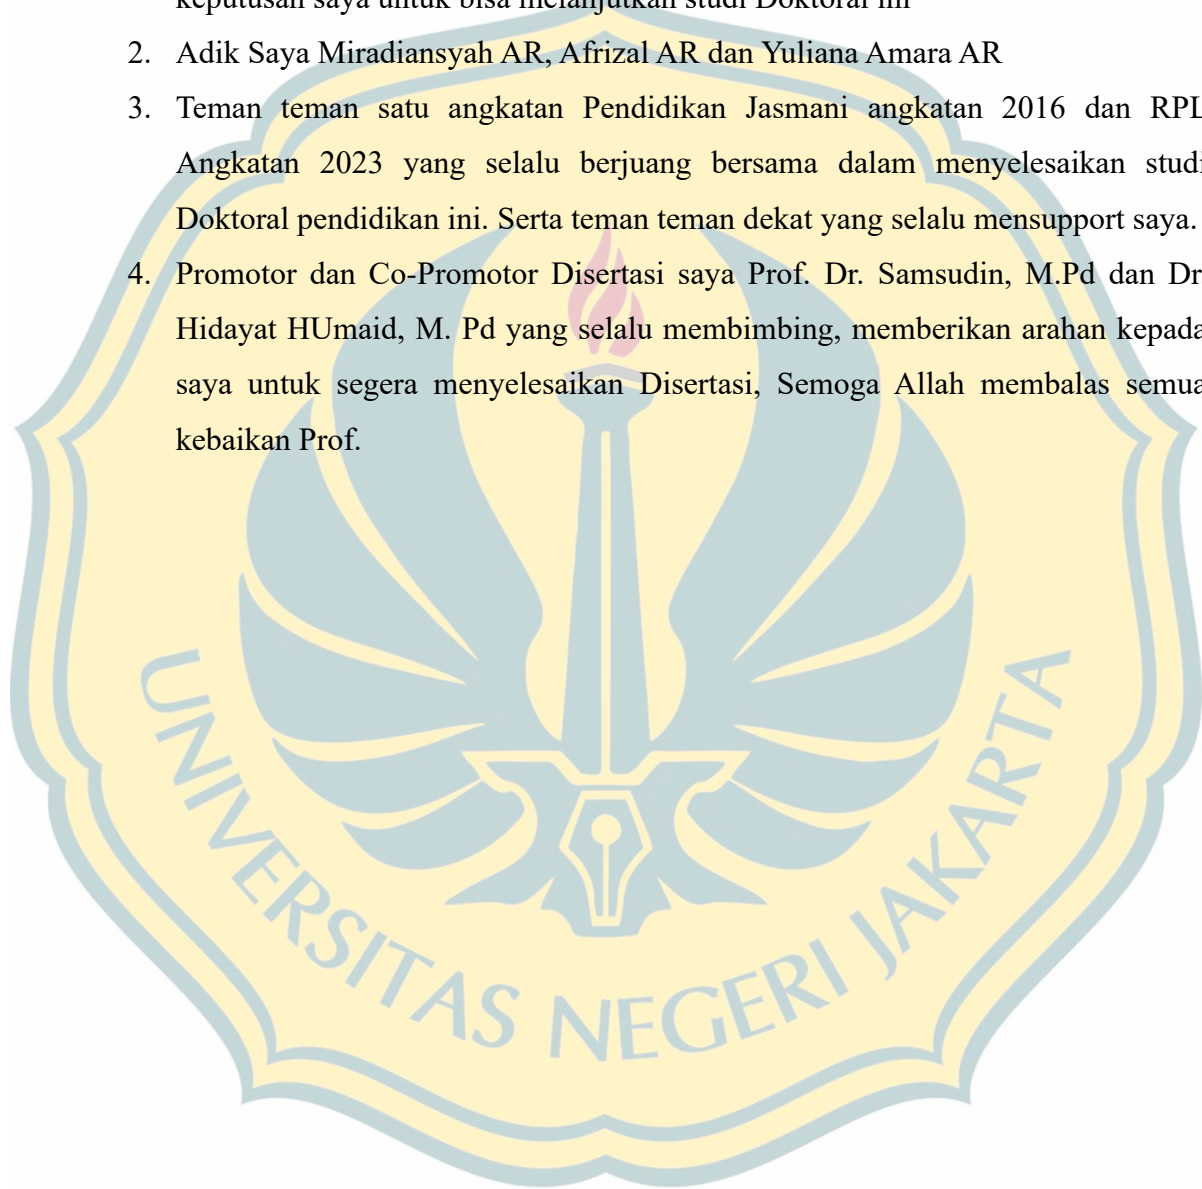 keputusan saya untuk bisa melanjutkan studi Doktoral ini
2. Adik Saya Miradiansyah AR, Afrizal AR dan Yuliana Amara AR
3. Teman teman satu angkatan Pendidikan Jasmani angkatan 2016 dan RPL
Angkatan 2023 yang selalu berjuang bersama dalam menyelesaikan studi
Doktoral pendidikan ini. Serta teman teman dekat yang selalu mensupport saya.
4. Promotor dan Co-Promotor Disertasi saya Prof. Dr. Samsudin, M.Pd dan Dr
Hidayat HUmaid, M. Pd yang selalu membimbing, memberikan arahan kepada
saya untuk segera menyelesaikan Disertasi, Semoga Allah membalas semua
kebaikan Prof.
UNIVERSITAS NEGERI JAKARTA